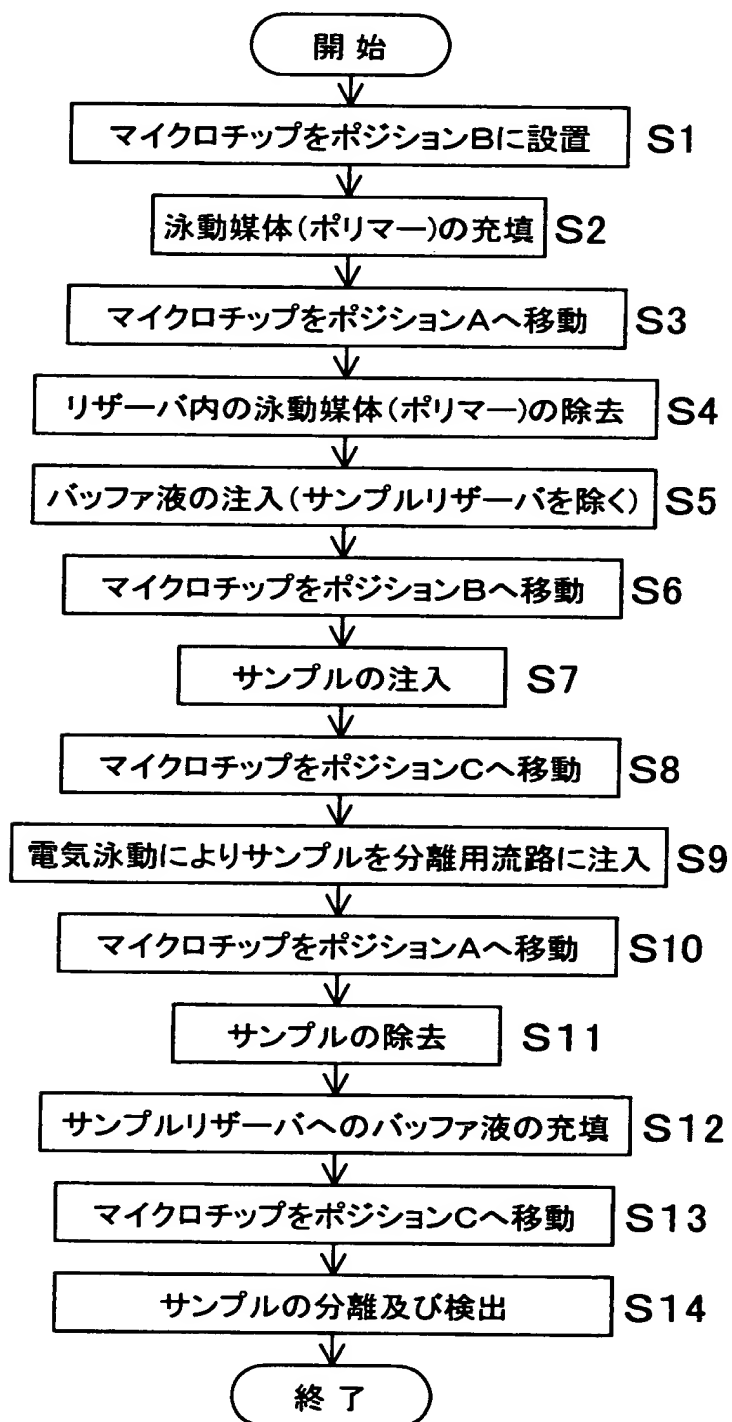 開始
マイクロチップをポジションBに設置 S1
泳動媒体(ポリマー)の充填 S2
マイクロチップをポジションAへ移動 S3
リザーバ内の泳動媒体(ポリマー)の除去 S4
バッファ液の注入(サンプルリザーバを除く) S5
マイクロチップをポジションBへ移動 S6
サンプルの注入 S7
マイクロチップをポジションCへ移動 S8
電気泳動によりサンプルを分離用流路に注入 S9
マイクロチップをポジションAへ移動 S10
サンプルの除去 S11
サンプルリザーバへのバッファ液の充填 S12
マイクロチップをポジションCへ移動 S13
サンプルの分離及び検出 S14
終了